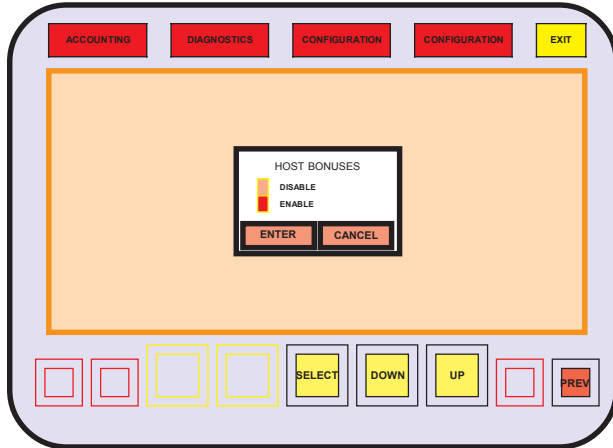 ACCOUNTING DIAGNOSTICS CONFIGURATION CONFIGURATION EXIT
HOST BONUSES
DISABLE
ENABLE
ENTER CANCEL
SELECT DOWN UP PREV